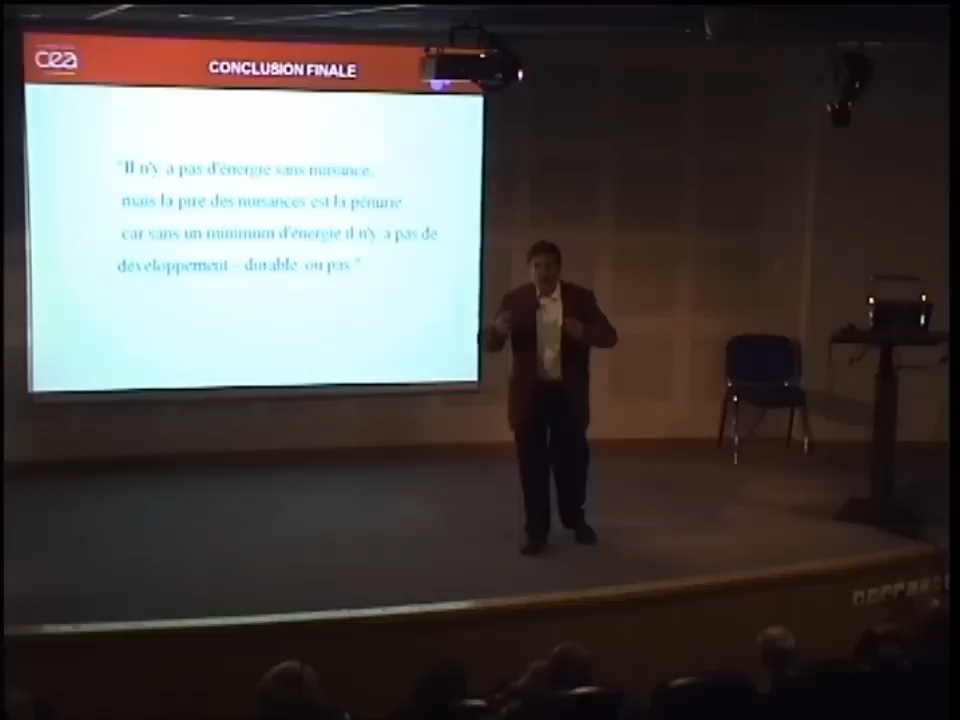 cea
CONCLUSION FINALE
"Il n'y a pas d'énergie sans nuisance,
mais la pire des nuisances est la pénurie
car sans un minimum d'énergie il n'y a pas de
développement – durable ou pas."